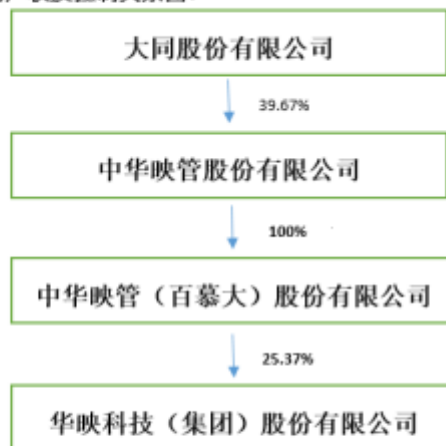 大同股份有限公司
39.67%
中华映管股份有限公司
100%
中华映管（百慕大）股份有限公司
25.37%
华映科技（集团）股份有限公司